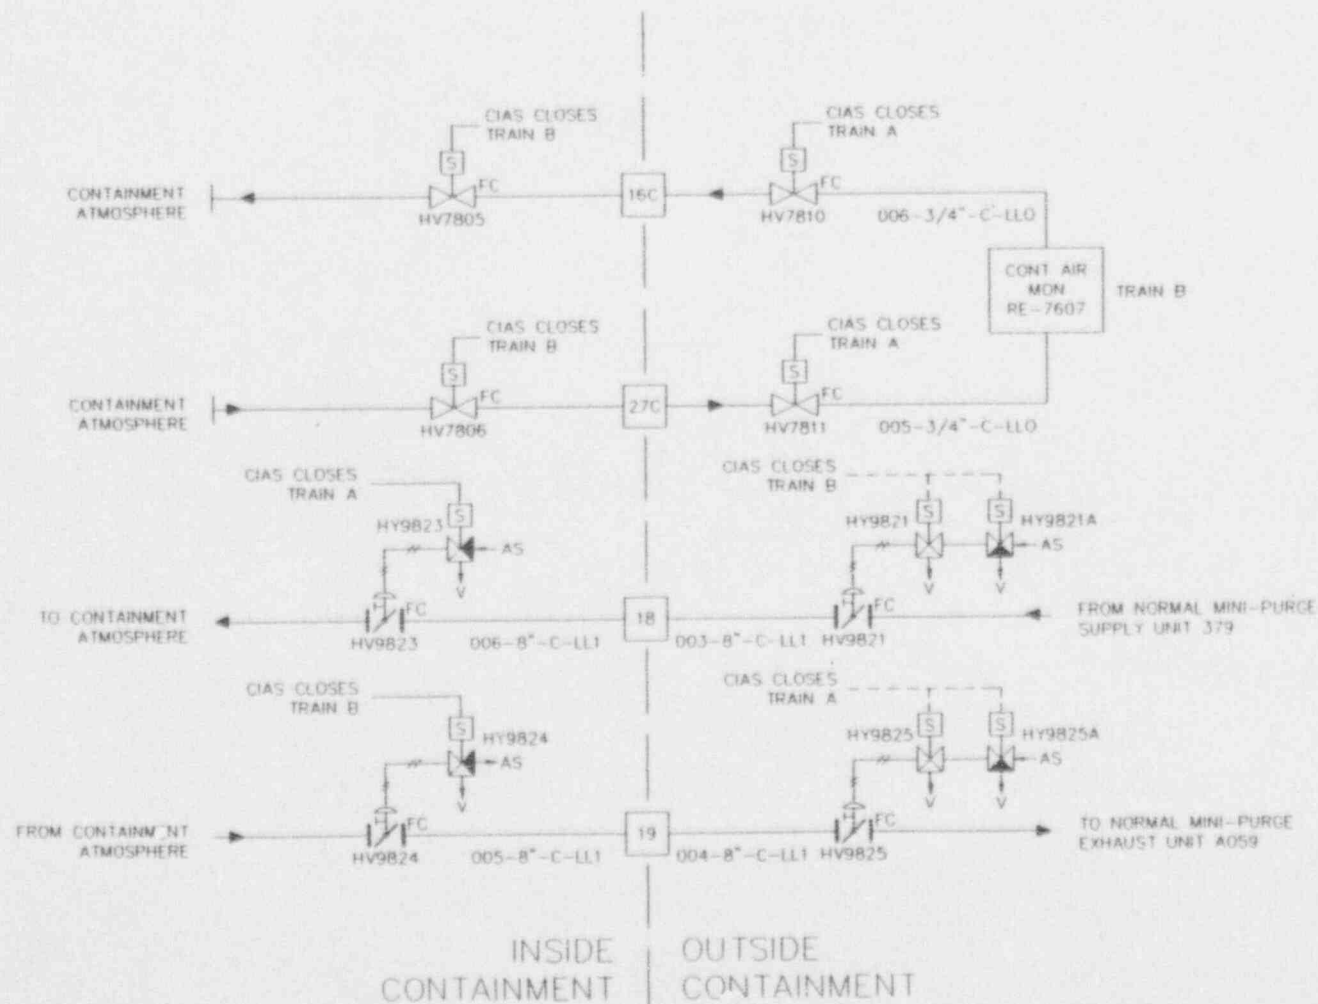 CIAS CLOSES
TRAIN B
CIAS CLOSES
TRAIN A
S
S
CONTAINMENT
ATMOSPHERE
FC
16C
FC
HV7805
HV7810
006-3/4"-C-LLO
CONT AIR
MON
RE-7607
TRAIN B
CIAS CLOSES
TRAIN B
CIAS CLOSES
TRAIN A
S
S
CONTAINMENT
ATMOSPHERE
FC
27C
FC
HV7806
HV7811
005-3/4"-C-LLO
CIAS CLOSES
TRAIN A
CIAS CLOSES
TRAIN B
S
S
S
HY9823
HY9821
HY9821A
AS
AS
V
V
V
TO CONTAINMENT
ATMOSPHERE
FC
18
FC
FROM NORMAL MINI-PURGE
SUPPLY UNIT 379
HV9823
006-8"-C-LL1
003-8"-C-LL1
HV9821
CIAS CLOSES
TRAIN B
CIAS CLOSES
TRAIN A
S
S
S
HY9824
HY9825
HY9825A
AS
AS
V
V
V
FROM CONTAINMENT
ATMOSPHERE
FC
19
FC
TO NORMAL MINI-PURGE
EXHAUST UNIT A059
HV9824
005-8"-C-LL1
004-8"-C-LL1
HV9825
INSIDE
CONTAINMENT
OUTSIDE
CONTAINMENT